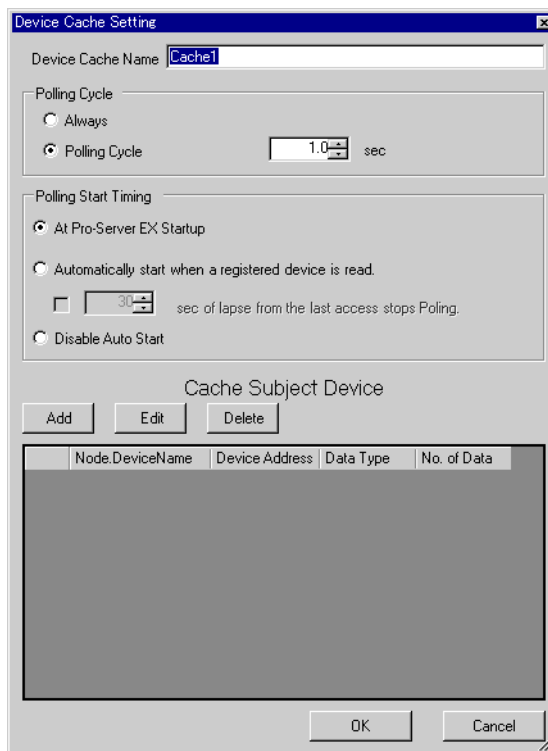 Device Cache Setting
Device Cache Name Cache1
Polling Cycle
Always
Polling Cycle 1.0 sec
Polling Start Timing
At Pro-Server EX Startup
Automatically start when a registered device is read.
30 sec of lapse from the last access stops Poling.
Disable Auto Start
Cache Subject Device
Add Edit Delete
Node.DeviceName Device Address Data Type No. of Data
OK Cancel